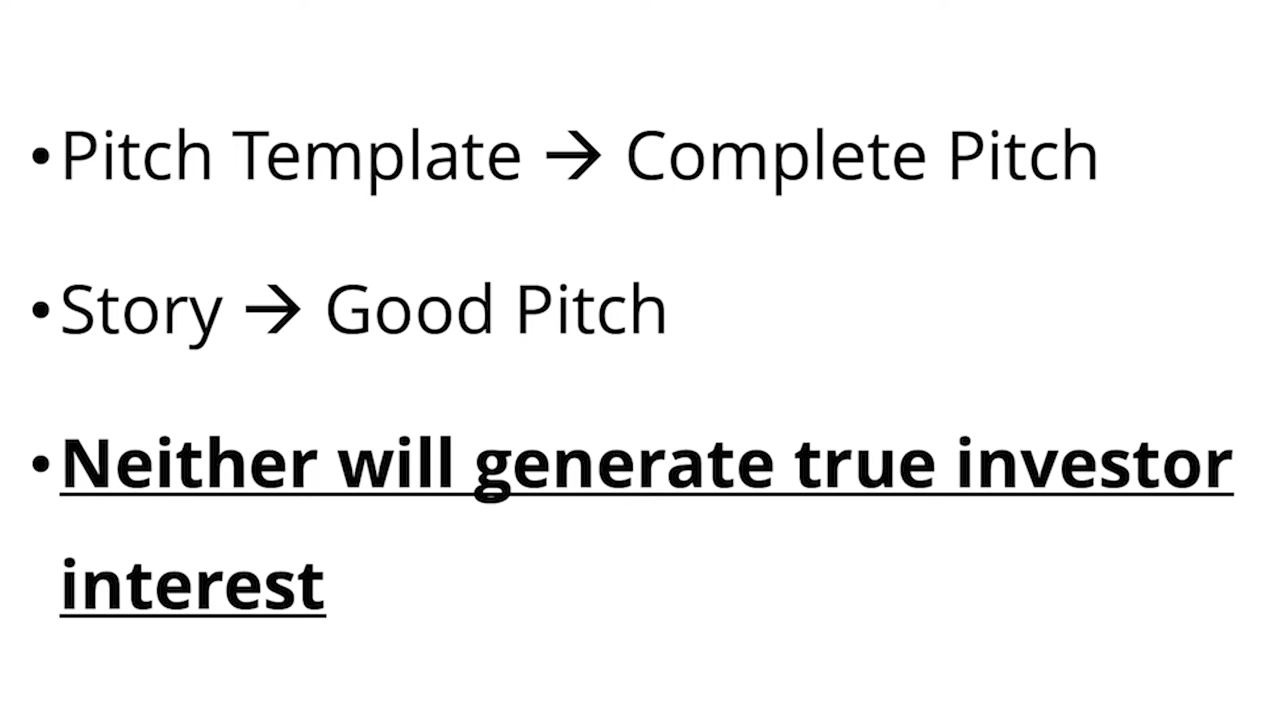 •Pitch Template → Complete Pitch
•Story → Good Pitch
•Neither will generate true investor
interest